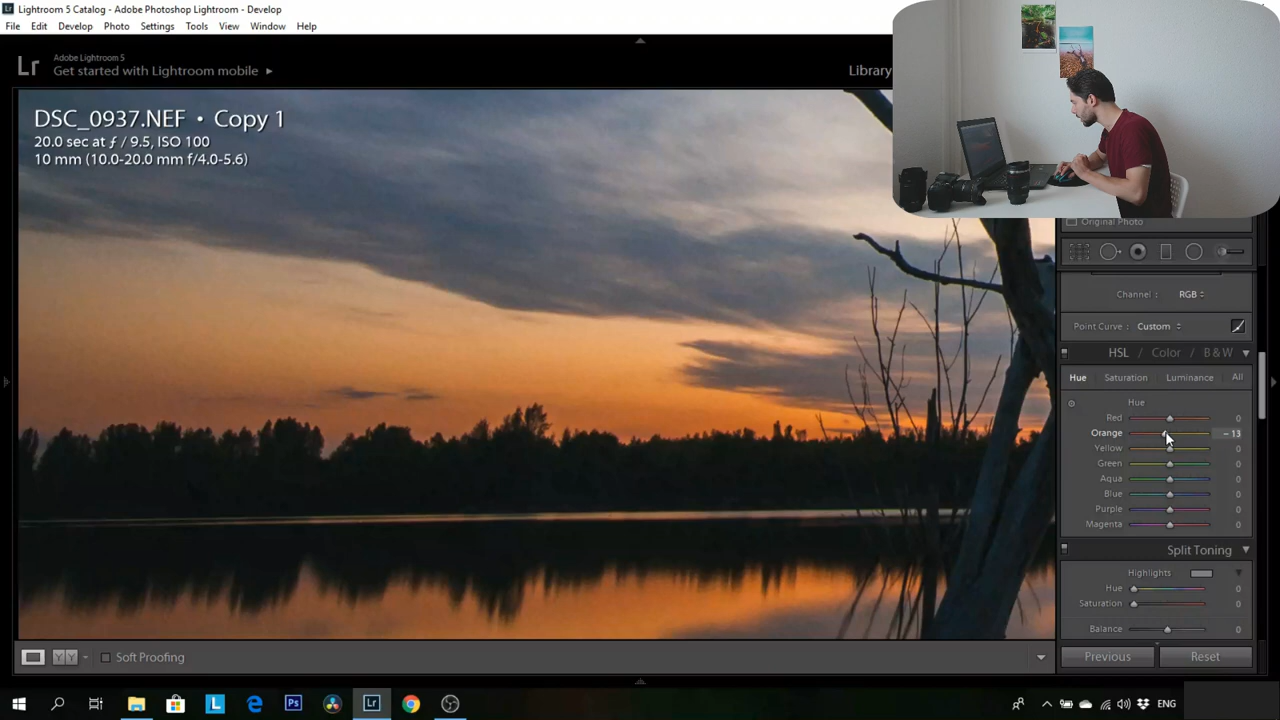 Lightroom 5 Catalog - Adobe Photoshop Lightroom - Develop
File Edit Develop Photo Settings Tools View Window Help
Lr Adobe Lightroom 5
Get started with Lightroom mobile ▸
Library
DSC_0937.NEF • Copy 1
20.0 sec at ƒ / 9.5, ISO 100
10 mm (10.0-20.0 mm f/4.0-5.6)
Original Photo
Channel : RGB
Point Curve : Custom
HSL / Color / B & W
Hue Saturation Luminance All
Hue
Red 0
Orange – 13
Yellow 0
Green 0
Aqua 0
Blue 0
Purple 0
Magenta 0
Split Toning
Highlights
Hue 0
Saturation 0
Balance 0
Previous Reset
Y Y Soft Proofing
L Ps Lr ENG